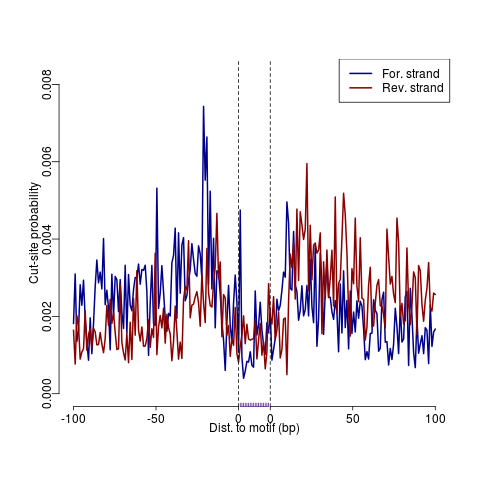 For. strand
Rev. strand
Cut-site probability
0.008
0.006
0.004
0.002
0.000
-100 -50 0 0 50 100
Dist. to motif (bp)